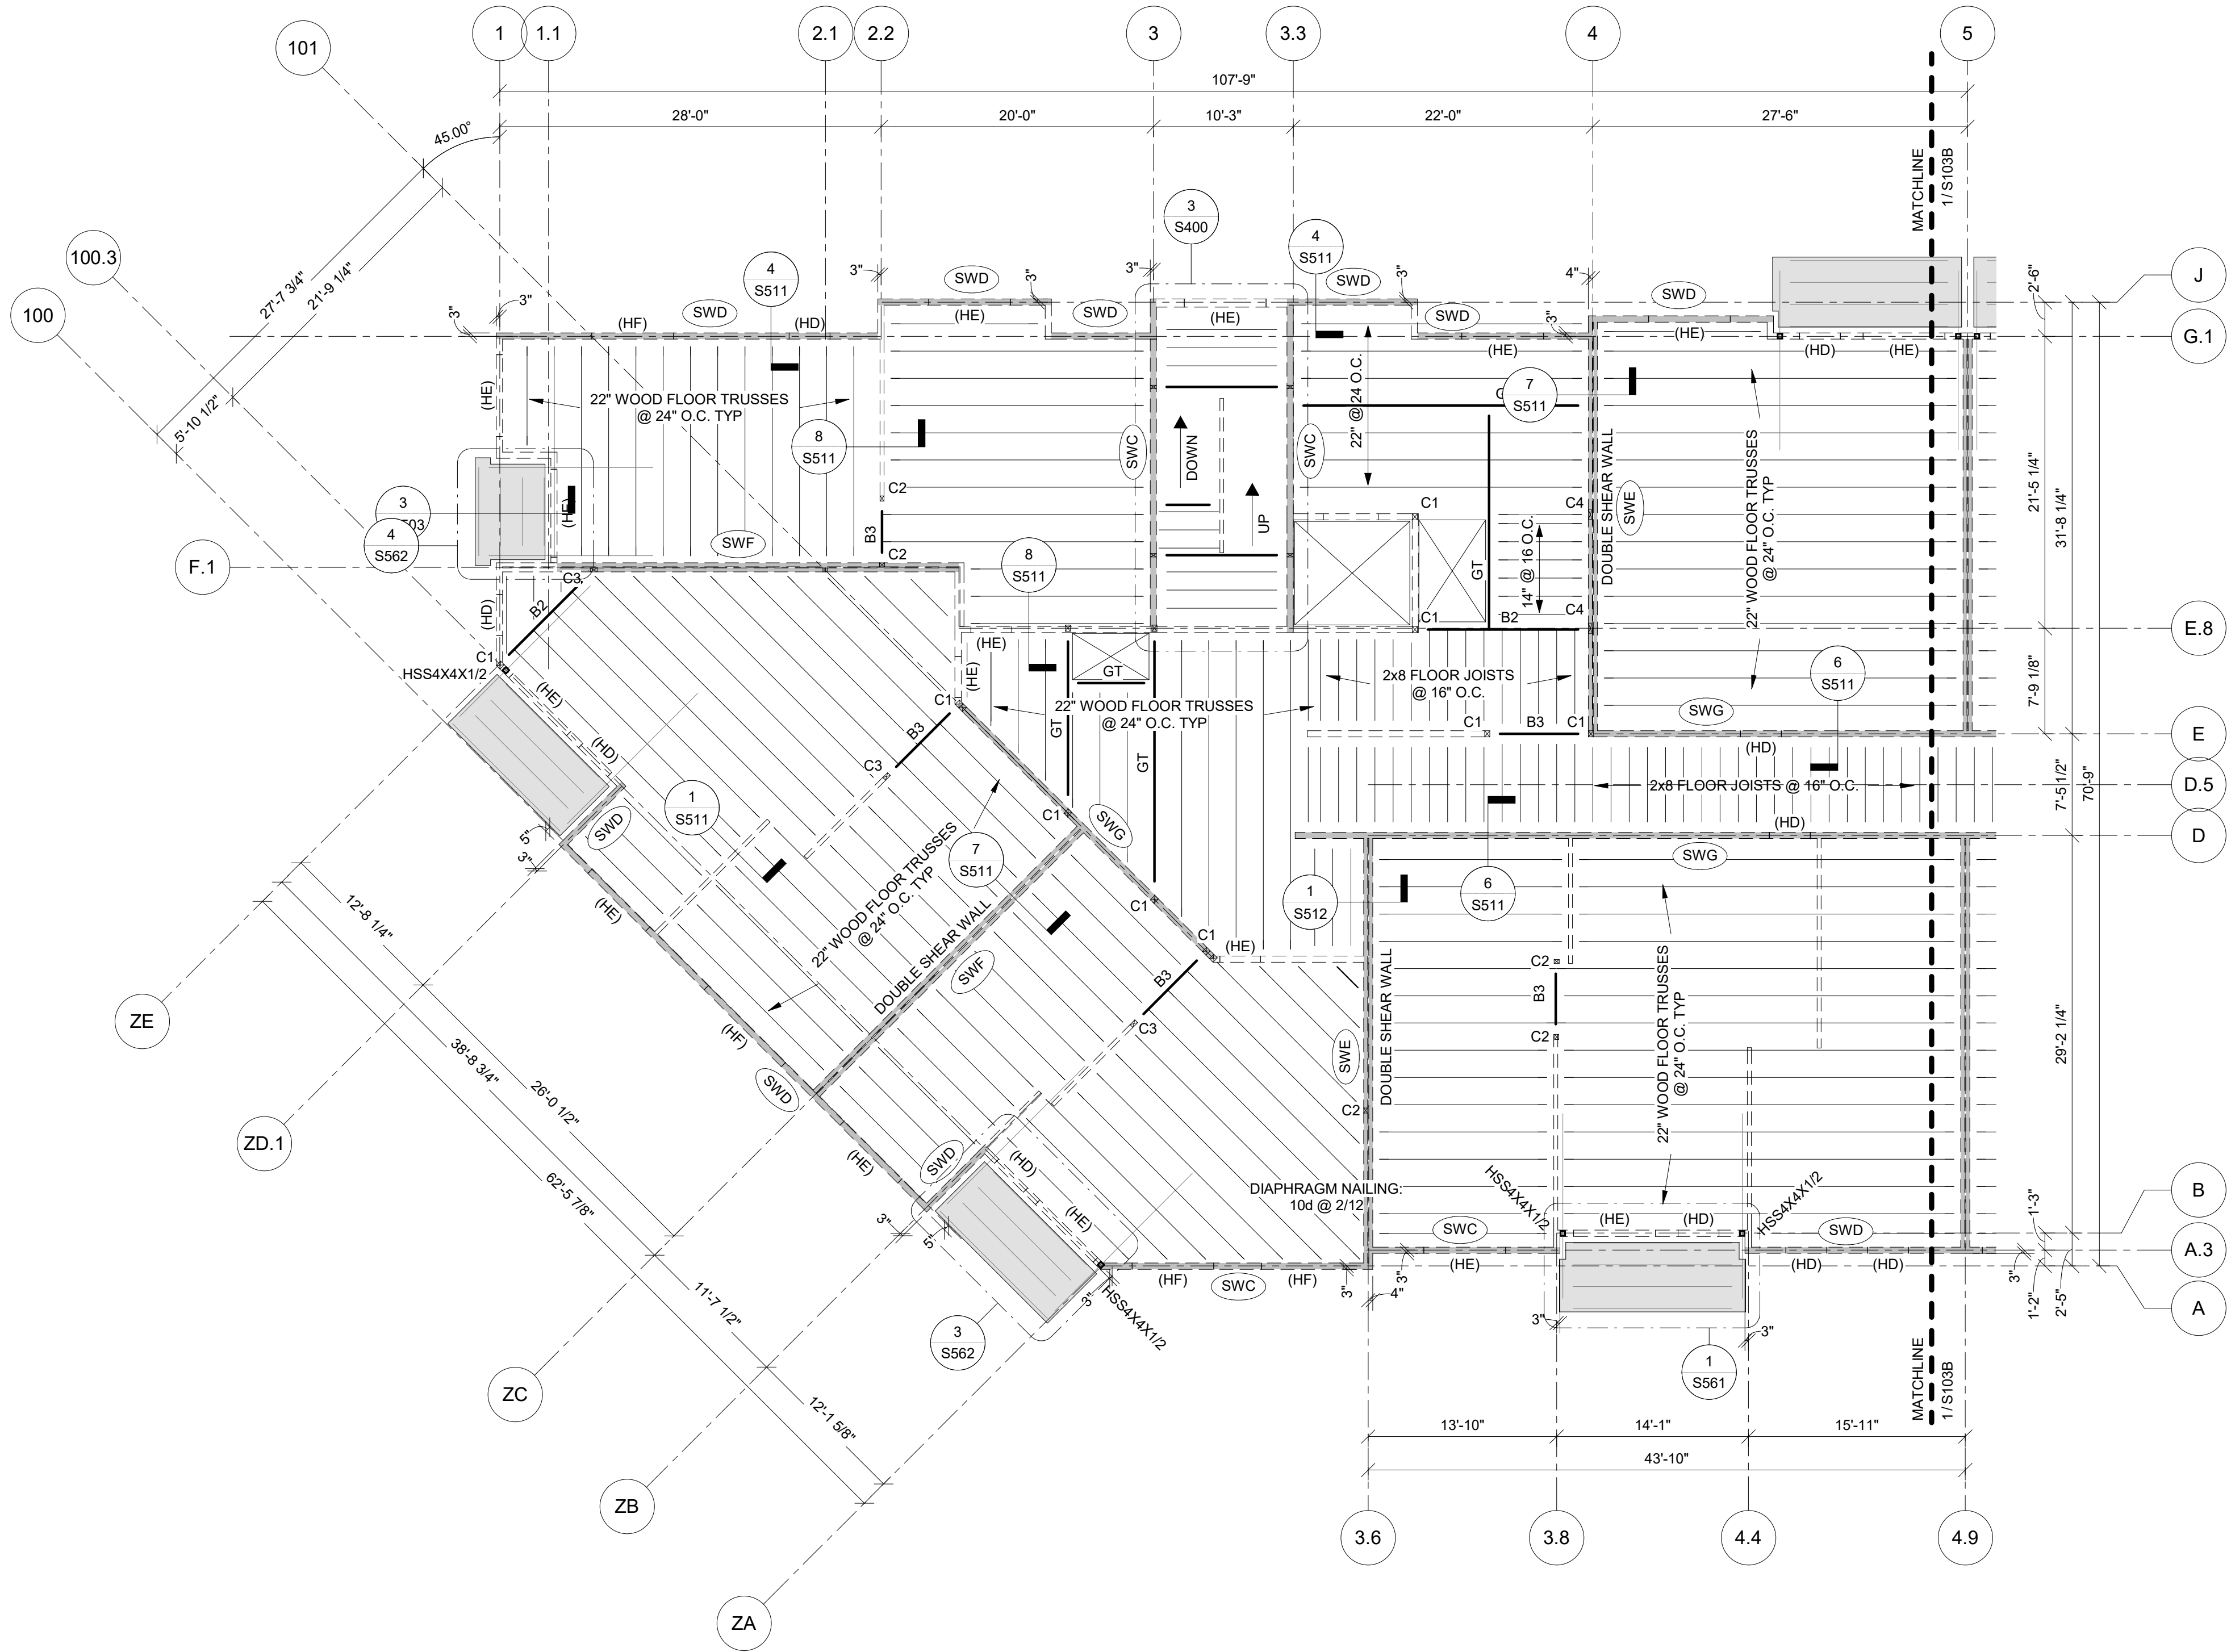 1
1.1
2.1
2.2
3
3.3
4
5
101
107'-9"
28'-0"
20'-0"
10'-3"
22'-0"
27'-6"
45.00°
MATCHLINE
1 / S103B
27'-7 3/4"
21'-9 1/4"
5'-10 1/2"
100.3
100
3
S400
4
S511
4
S511
3"
3"
3"
3"
3"
3"
4"
3"
SWD
SWD
SWD
SWD
SWD
SWD
2'-6"
J
G.1
(HF)
(HD)
(HE)
(HE)
(HE)
(HE)
(HD)
(HE)
(HE)
22" WOOD FLOOR TRUSSES
@ 24" O.C. TYP
8
S511
SWC
DOWN
UP
SWC
22" @ 24 O.C.
7
S511
DOUBLE SHEAR WALL
SWE
22" WOOD FLOOR TRUSSES
@ 24" O.C. TYP
21'-5 1/4"
31'-8 1/4"
3
4
S562
(HE)
C2
B3
C2
SWF
F.1
8
S511
C1
C4
14" @ 16 O.C.
GT
C1
B2
C4
E.8
C3
B2
(HD)
C1
HSS4X4X1/2
(HE)
(HD)
(HE)
(HE)
GT
GT
GT
22" WOOD FLOOR TRUSSES
@ 24" O.C. TYP
2x8 FLOOR JOISTS
@ 16" O.C.
6
S511
7'-9 1/8"
C1
B3
C3
C1
B3
C1
SWG
(HD)
E
D.5
D
7'-5 1/2"
70'-9"
2x8 FLOOR JOISTS @ 16" O.C.
1
S511
SWD
5"
3"
C1
SWG
7
S511
22" WOOD FLOOR TRUSSES
@ 24" O.C. TYP
DOUBLE SHEAR WALL
SWF
(HD)
SWG
1
S512
6
S511
(HE)
(HF)
SWD
(HE)
C1
C1
(HE)
B3
C3
DOUBLE SHEAR WALL
SWE
C2
B3
C2
C2
22" WOOD FLOOR TRUSSES
@ 24" O.C. TYP
29'-2 1/4"
12'-8 1/4"
ZE
38'-8 3/4"
26'-0 1/2"
62'-5 7/8"
ZD.1
SWD
(HD)
(HE)
3"
5"
3"
HSS4X4X1/2
DIAPHRAGM NAILING:
10d @ 2/12
HSS4X4X1/2
HSS4X4X1/2
SWC
(HE)
(HD)
SWD
(HE)
(HD)
(HD)
(HF)
SWC
(HF)
3"
3"
4"
3"
3"
3"
1'-3"
1'-2"
2'-5"
B
A.3
A
3
S562
1
S561
MATCHLINE
1 / S103B
11'-7 1/2"
12'-1 5/8"
ZC
ZB
ZA
13'-10"
14'-1"
15'-11"
43'-10"
3.6
3.8
4.4
4.9